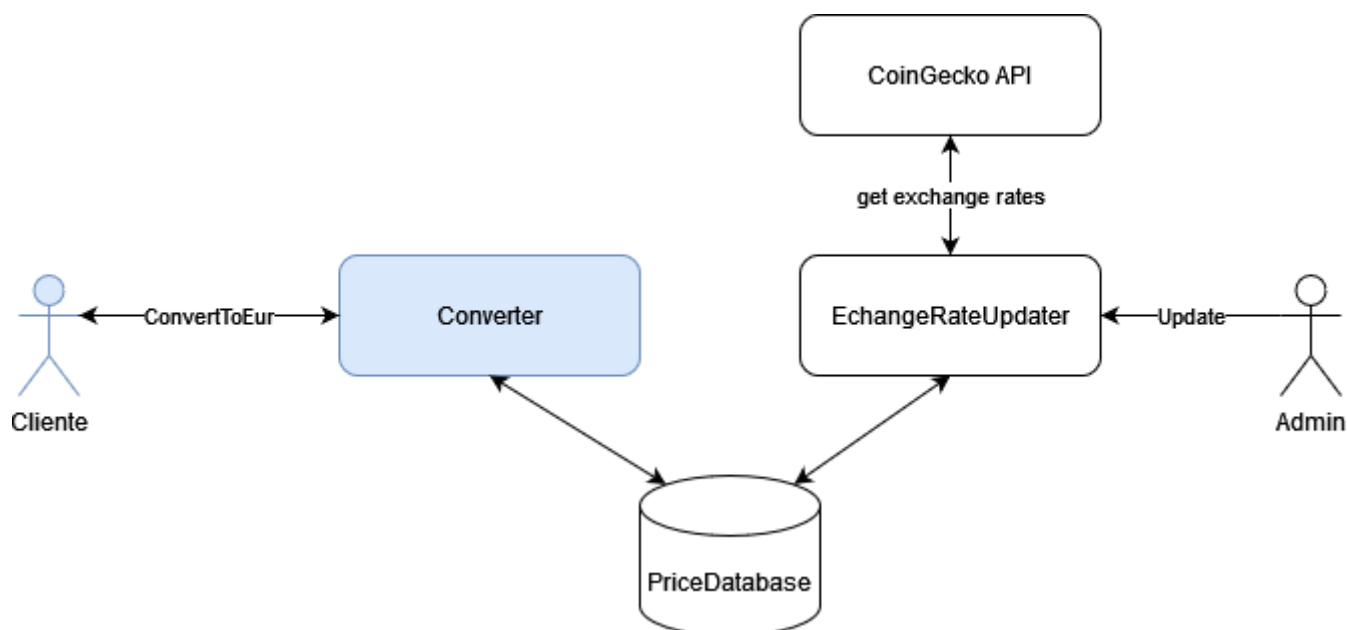 CoinGecko API
get exchange rates
ConvertToEur
Converter
EchangeRateUpdater
Update
Cliente
Admin
PriceDatabase